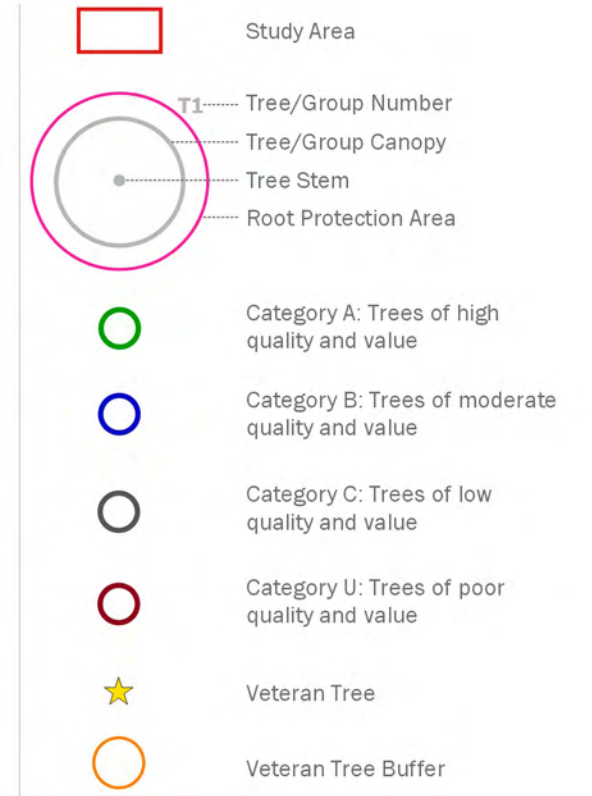 Study Area
T1
Tree/Group Number
Tree/Group Canopy
Tree Stem
Root Protection Area
Category A: Trees of high
quality and value
Category B: Trees of moderate
quality and value
Category C: Trees of low
quality and value
Category U: Trees of poor
quality and value
Veteran Tree
Veteran Tree Buffer